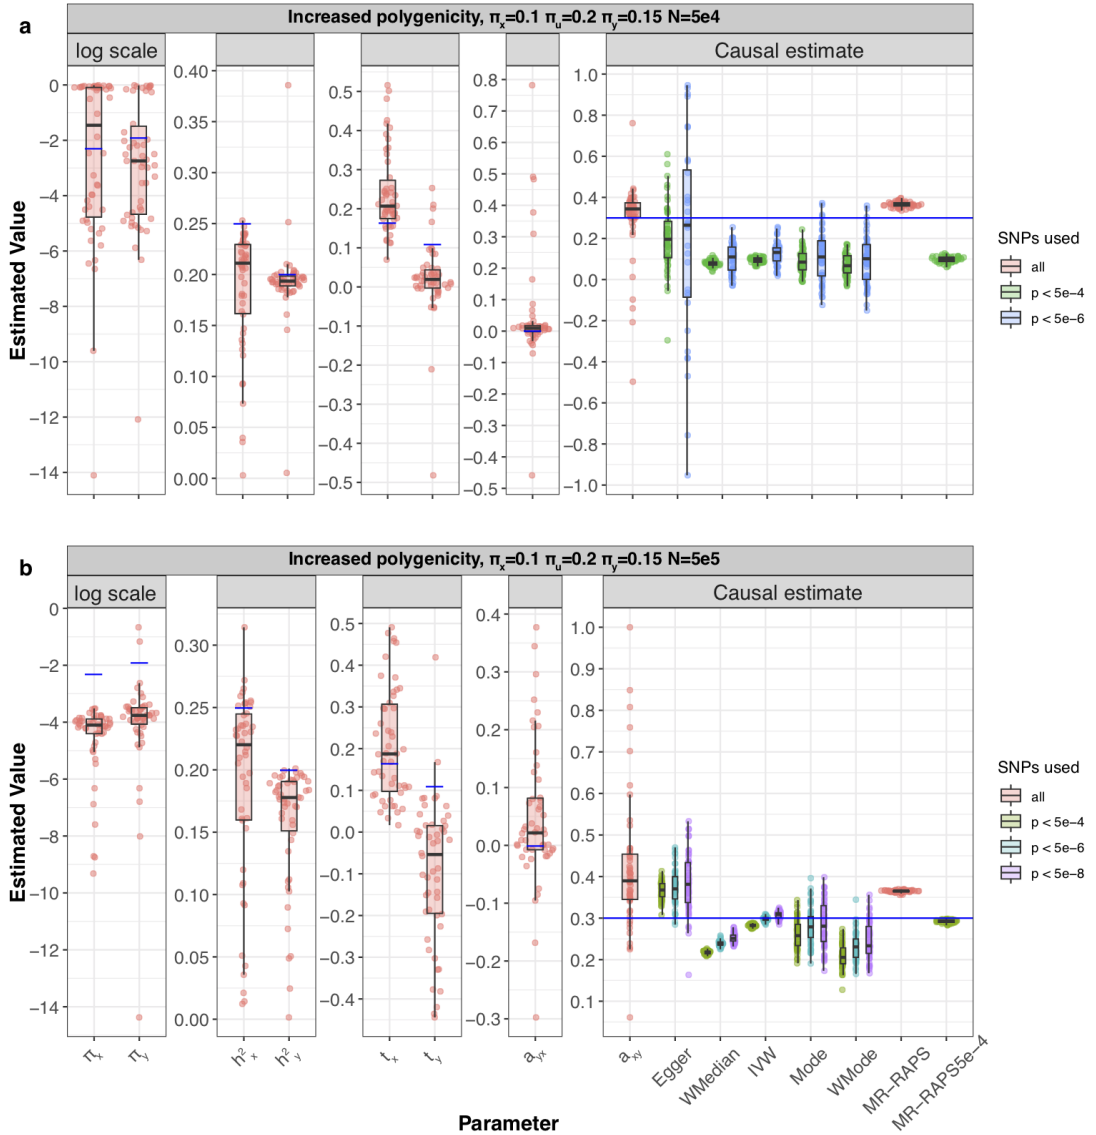 a
Increased polygenicity, πx=0.1 πu=0.2 πy=0.15 N=5e4
log scale
Causal estimate
Estimated Value
0
−2
−4
−6
−8
−10
−12
−14
0.40
0.35
0.30
0.25
0.20
0.15
0.10
0.05
0.00
0.5
0.4
0.3
0.2
0.1
0.0
−0.1
−0.2
−0.3
−0.4
−0.5
0.8
0.7
0.6
0.5
0.4
0.3
0.2
0.1
0.0
−0.1
−0.2
−0.3
−0.4
−0.5
1.0
0.8
0.6
0.4
0.2
0.0
−0.2
−0.4
−0.6
−0.8
−1.0
SNPs used
all
p < 5e−4
p < 5e−6
b
Increased polygenicity, πx=0.1 πu=0.2 πy=0.15 N=5e5
log scale
Causal estimate
Estimated Value
0
−2
−4
−6
−8
−10
−12
−14
0.30
0.25
0.20
0.15
0.10
0.05
0.00
0.5
0.4
0.3
0.2
0.1
0.0
−0.1
−0.2
−0.3
−0.4
0.4
0.3
0.2
0.1
0.0
−0.1
−0.2
−0.3
1.0
0.9
0.8
0.7
0.6
0.5
0.4
0.3
0.2
0.1
SNPs used
all
p < 5e−4
p < 5e−6
p < 5e−8
πx
πy
h²x
h²y
tx
ty
ayx
axy
Egger
WMedian
IVW
Mode
WMode
MR−RAPS
MR−RAPS5e−4
Parameter